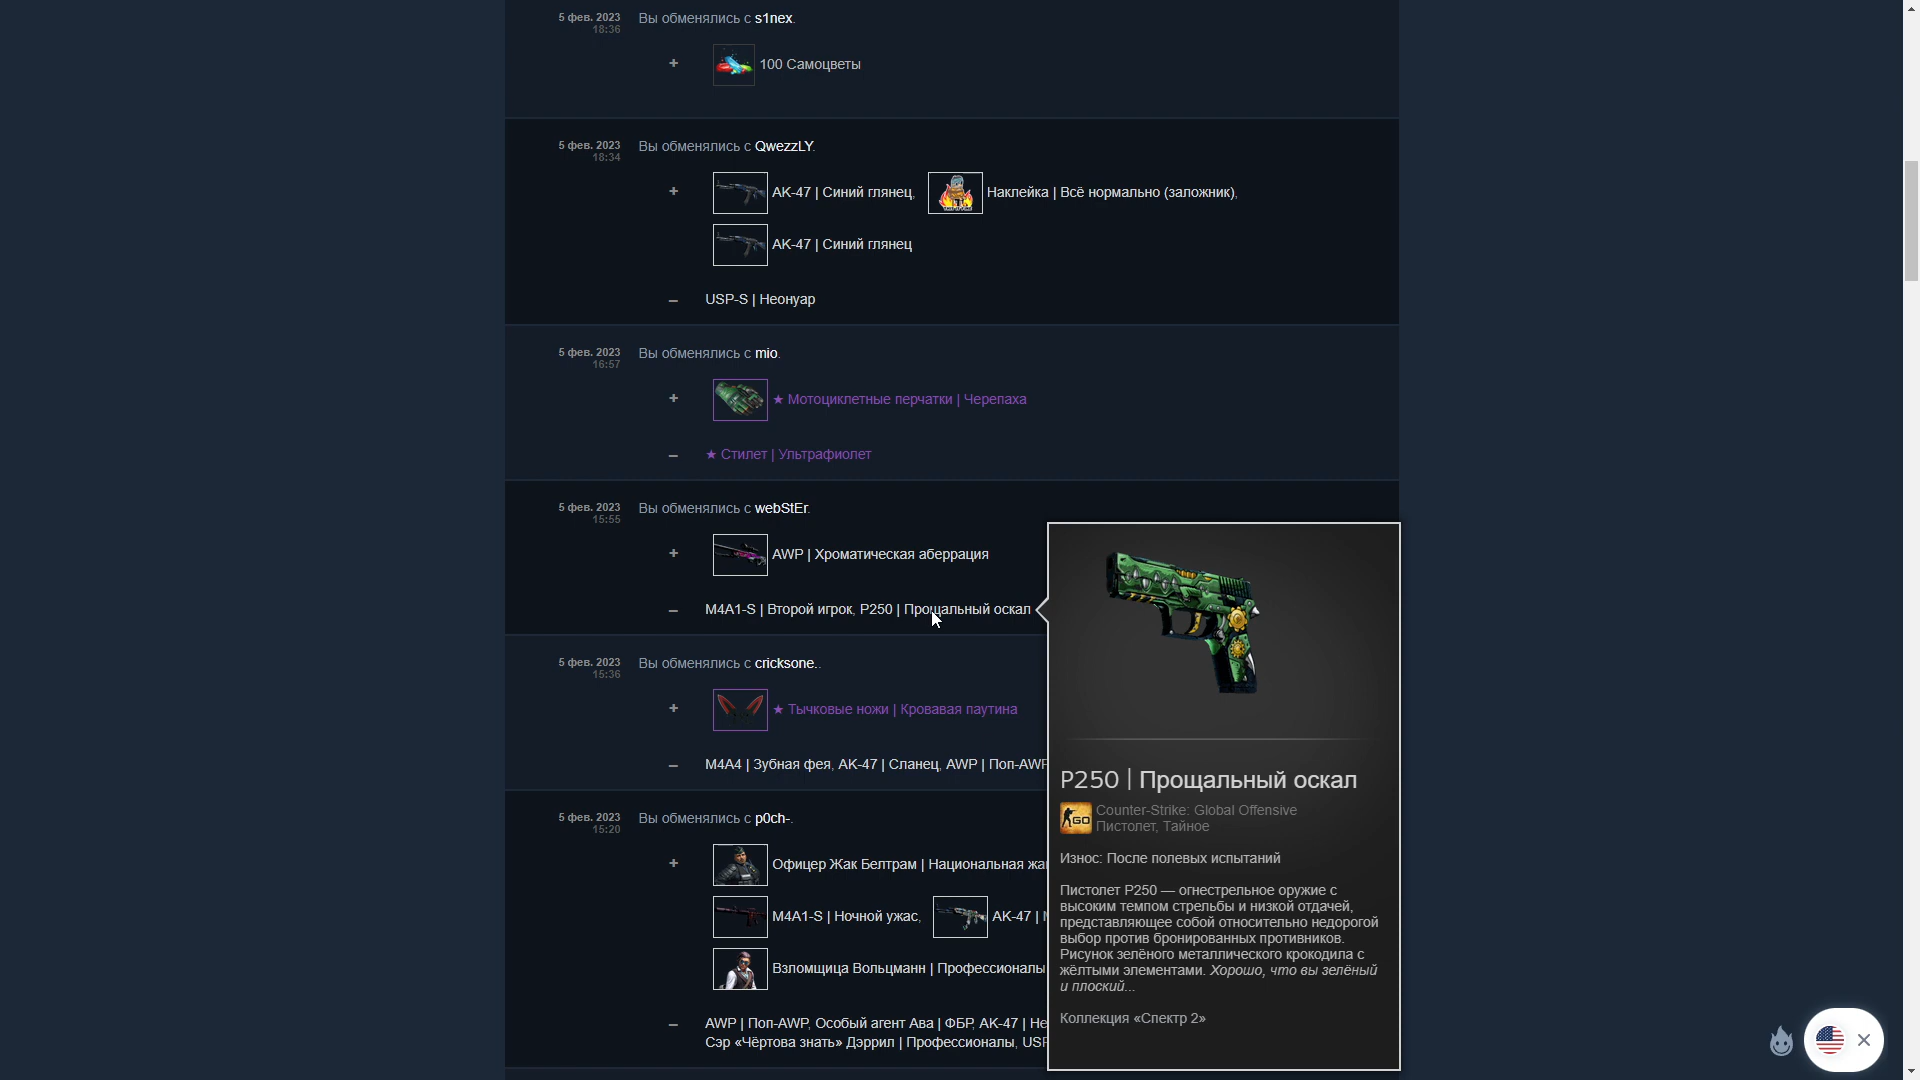 5 фев. 2023 Вы обменялись с s1nex.
18:36
+ 100 Самоцветы
5 фев. 2023 Вы обменялись с QwezzLY.
18:34
+ AK-47 | Синий глянец, Наклейка | Всё нормально (заложник),
AK-47 | Синий глянец
– USP-S | Неонуар
5 фев. 2023 Вы обменялись с mio.
16:57
+ ★ Мотоциклетные перчатки | Черепаха
– ★ Стилет | Ультрафиолет
5 фев. 2023 Вы обменялись с webStEr.
15:55
+ AWP | Хроматическая аберрация
– M4A1-S | Второй игрок, P250 | Прощальный оскал
5 фев. 2023 Вы обменялись с cricksone..
15:36
+ ★ Тычковые ножи | Кровавая паутина
– M4A4 | Зубная фея, AK-47 | Сланец, AWP | Поп-AWP
5 фев. 2023 Вы обменялись с p0ch-.
15:20
+ Офицер Жак Белтрам | Национальная
M4A1-S | Ночной ужас, AK-47 |
Взломщица Вольцманн | Профессионалы
– AWP | Поп-AWP, Особый агент Ава | ФБР, AK-47 |
Сэр «Чёртова знать» Дэррил | Профессионалы, USP
P250 | Прощальный оскал
GO
Counter-Strike: Global Offensive
Пистолет, Тайное
Износ: После полевых испытаний
Пистолет P250 — огнестрельное оружие с
высоким темпом стрельбы и низкой отдачей,
представляющее собой относительно недорогой
выбор против бронированных противников.
Рисунок зелёного металлического крокодила с
жёлтыми элементами. Хорошо, что вы зелёный
и плоский...
Коллекция «Спектр 2»